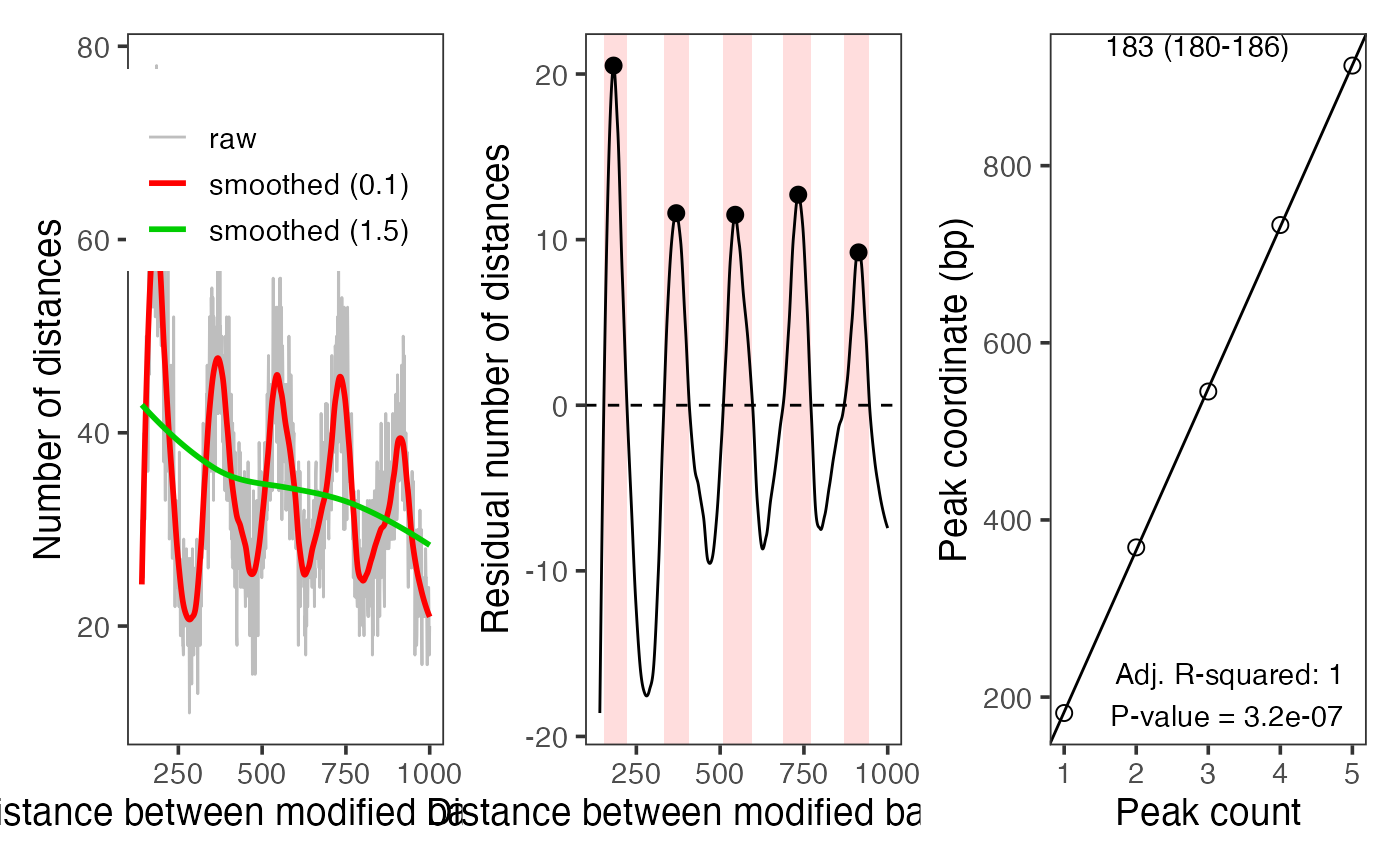 Number of distances
80
60
40
20
raw
smoothed (0.1)
smoothed (1.5)
250 500 750 1000
istance between modified ba
Residual number of distances
20
10
0
-10
-20
250 500 750 1000
Distance between modified ba
Peak coordinate (bp)
800
600
400
200
183 (180-186)
Adj. R-squared: 1
P-value = 3.2e-07
1 2 3 4 5
Peak count